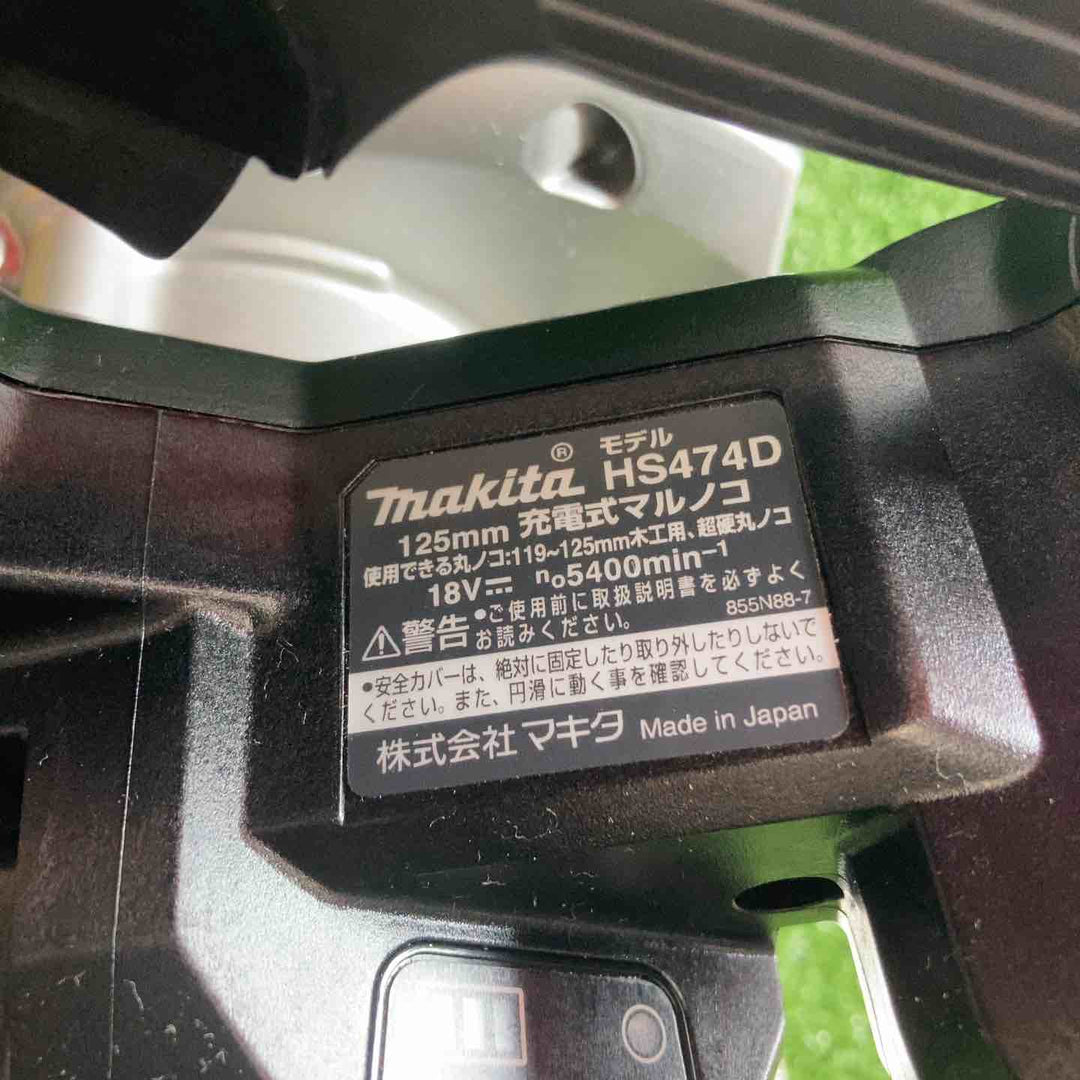 makita® モデル HS474D
125mm 充電式マルノコ
使用できる丸ノコ:119~125mm木工用、超硬丸ノコ
18V⎓ n₀5400min⁻¹
⚠警告 •ご使用前に取扱説明書を必ずよく
お読みください。 855N88-7
•安全カバーは、絶対に固定したり取り外したりしないで
ください。また、円滑に動く事を確認してください。
株式会社マキタ Made in Japan